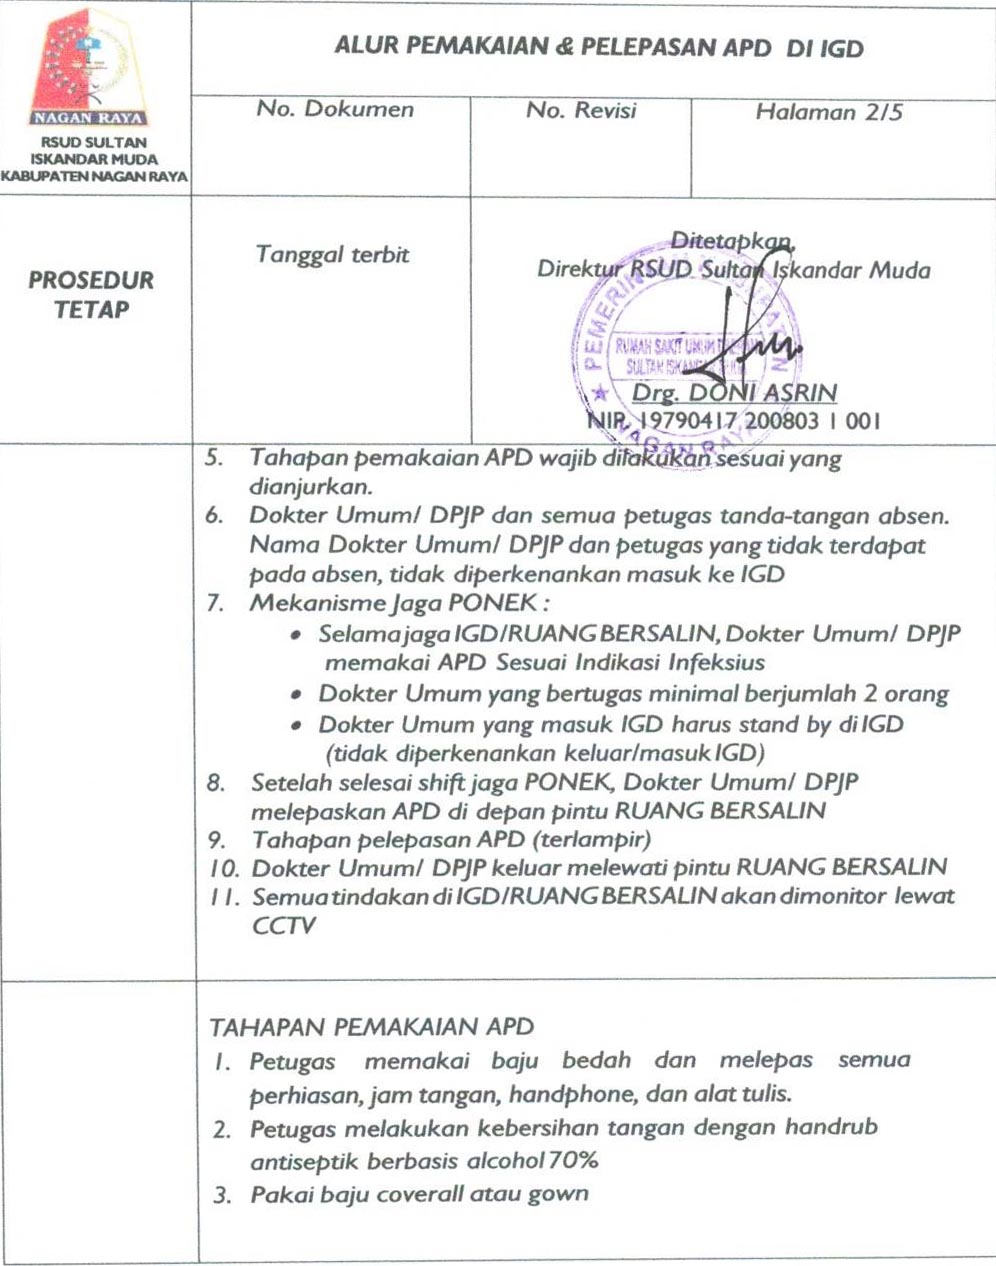 ALUR PEMAKAIAN & PELEPASAN APD DI IGD
NAGAN RAYA
RSUD SULTAN
ISKANDAR MUDA
KABUPATEN NAGAN RAYA
No. Dokumen
No. Revisi
Halaman 2/5
PROSEDUR
TETAP
Tanggal terbit
Ditetapkan,
Direktur RSUD Sultan Iskandar Muda
RUMAH SAKIT UMUM
SULTAN
NAGAN RAYA
Drg. DONI ASRIN
NIP. 19790417 200803 1 001
5. Tahapan pemakaian APD wajib dilakukan sesuai yang
dianjurkan.
6. Dokter Umum/ DPJP dan semua petugas tanda-tangan absen.
Nama Dokter Umum/ DPJP dan petugas yang tidak terdapat
pada absen, tidak diperkenankan masuk ke IGD
7. Mekanisme Jaga PONEK :
• Selama jaga IGD/RUANG BERSALIN, Dokter Umum/ DPJP
memakai APD Sesuai Indikasi Infeksius
• Dokter Umum yang bertugas minimal berjumlah 2 orang
• Dokter Umum yang masuk IGD harus stand by di IGD
(tidak diperkenankan keluar/masuk IGD)
8. Setelah selesai shift jaga PONEK, Dokter Umum/ DPJP
melepaskan APD di depan pintu RUANG BERSALIN
9. Tahapan pelepasan APD (terlampir)
10. Dokter Umum/ DPJP keluar melewati pintu RUANG BERSALIN
11. Semua tindakan di IGD/RUANG BERSALIN akan dimonitor lewat
CCTV
TAHAPAN PEMAKAIAN APD
1. Petugas memakai baju bedah dan melepas semua
perhiasan, jam tangan, handphone, dan alat tulis.
2. Petugas melakukan kebersihan tangan dengan handrub
antiseptik berbasis alcohol 70%
3. Pakai baju coverall atau gown